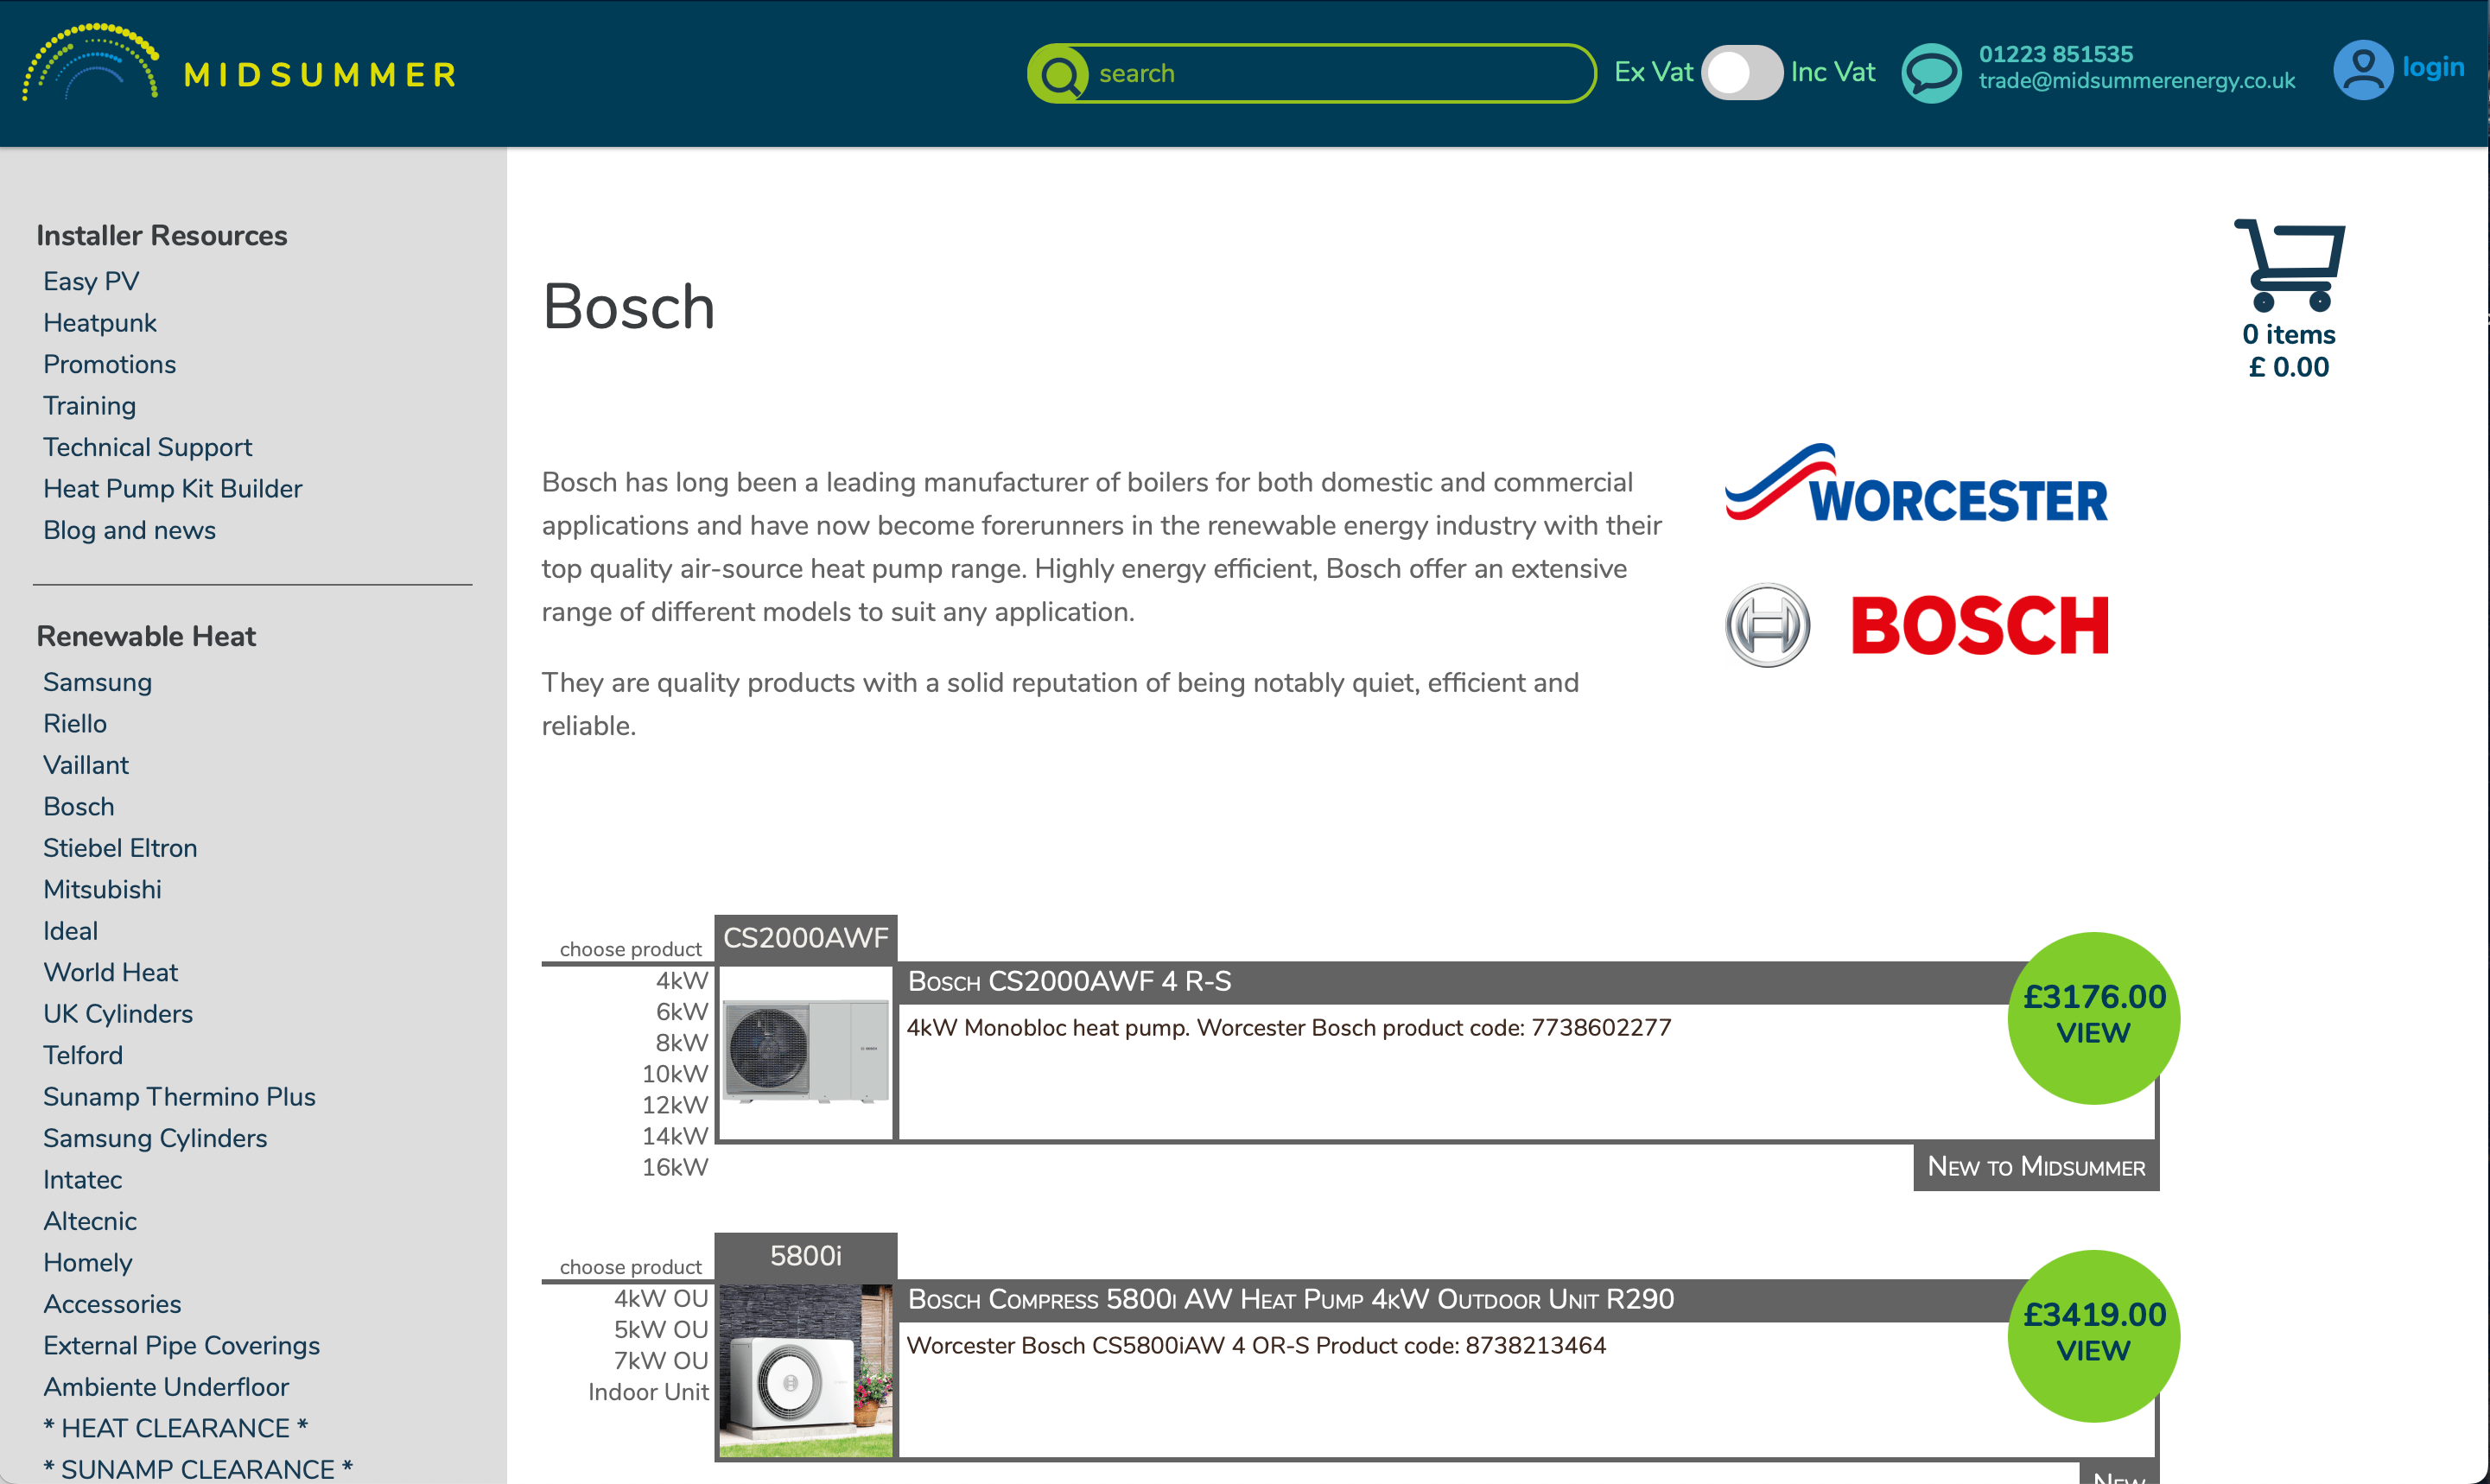 MIDSUMMER
search
Ex Vat
Inc Vat
01223 851535
trade@midsummerenergy.co.uk
login
Installer Resources
Easy PV
Heatpunk
Promotions
Training
Technical Support
Heat Pump Kit Builder
Blog and news
Renewable Heat
Samsung
Riello
Vaillant
Bosch
Stiebel Eltron
Mitsubishi
Ideal
World Heat
UK Cylinders
Telford
Sunamp Thermino Plus
Samsung Cylinders
Intatec
Altecnic
Homely
Accessories
External Pipe Coverings
Ambiente Underfloor
* HEAT CLEARANCE *
* SUNAMP CLEARANCE *
Bosch
0 items
£ 0.00
Bosch has long been a leading manufacturer of boilers for both domestic and commercial
applications and have now become forerunners in the renewable energy industry with their
top quality air-source heat pump range. Highly energy efficient, Bosch offer an extensive
range of different models to suit any application.
They are quality products with a solid reputation of being notably quiet, efficient and
reliable.
WORCESTER
BOSCH
choose product
CS2000AWF
4kW
6kW
8kW
10kW
12kW
14kW
16kW
BOSCH
Bosch CS2000AWF 4 R-S
4kW Monobloc heat pump. Worcester Bosch product code: 7738602277
£3176.00
VIEW
New to Midsummer
choose product
5800i
4kW OU
5kW OU
7kW OU
Indoor Unit
Bosch Compress 5800i AW Heat Pump 4kW Outdoor Unit R290
Worcester Bosch CS5800iAW 4 OR-S Product code: 8738213464
£3419.00
VIEW
New